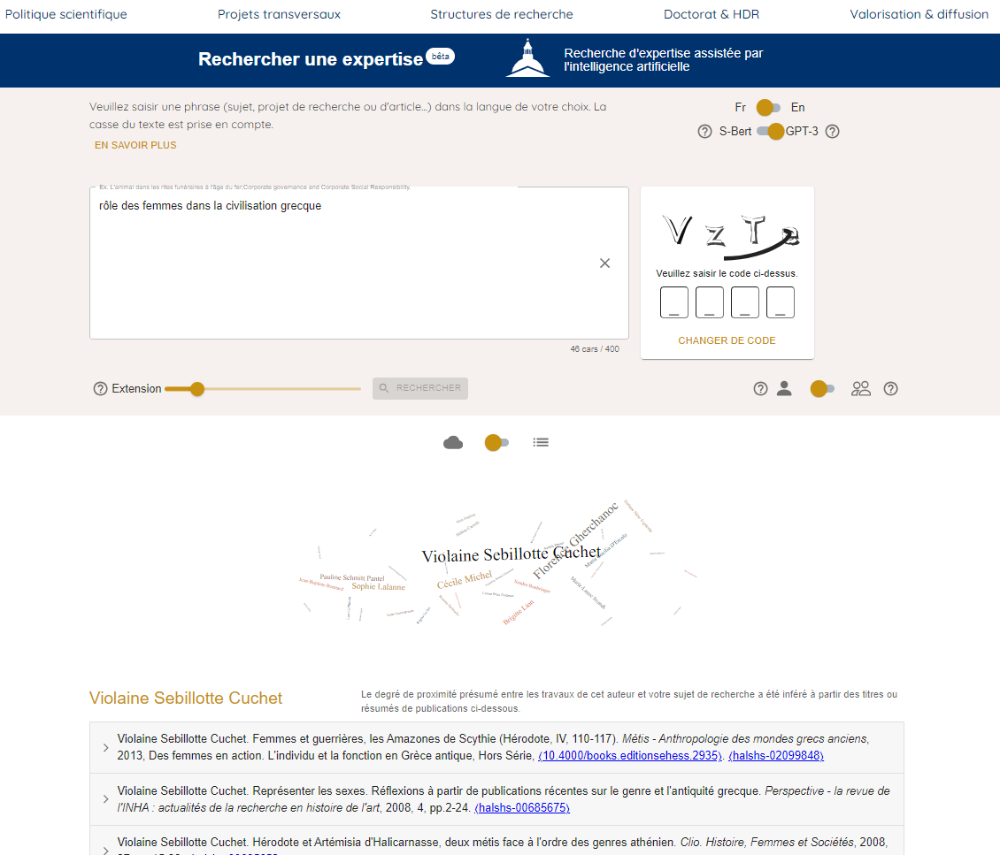 Politique scientifique Projets transversaux Structures de recherche Doctorat & HDR Valorisation & diffusion
Rechercher une expertise bêta
Recherche d'expertise assistée par
l'intelligence artificielle
Veuillez saisir une phrase (sujet, projet de recherche ou d'article…) dans la langue de votre choix. La
casse du texte est prise en compte.
EN SAVOIR PLUS
Fr En
S-Bert GPT-3
Ex. L'animal dans les rites funéraires à l'âge du fer;Corporate governance and Corporate Social Responsibility.
rôle des femmes dans la civilisation grecque
46 cars / 400
V z T a
Veuillez saisir le code ci-dessus.
CHANGER DE CODE
Extension
RECHERCHER
Violaine Sebillotte Cuchet
Florence Gherchanoc
Maria Cecilia D'Ercole
Pauline Schmitt Pantel
Jean-Baptiste Bonnard
Sophie Lalanne
Cécile Michel
Sandra Boehringer
Brigitte Lion
Violaine Sebillotte Cuchet
Le degré de proximité présumé entre les travaux de cet auteur et votre sujet de recherche a été inféré à partir des titres ou
résumés de publications ci-dessous.
Violaine Sebillotte Cuchet. Femmes et guerrières, les Amazones de Scythie (Hérodote, IV, 110-117). Mètis - Anthropologie des mondes grecs anciens,
2013, Des femmes en action. L'individu et la fonction en Grèce antique, Hors Série, ⟨10.4000/books.editionsehess.2935⟩. ⟨halshs-02099848⟩
Violaine Sebillotte Cuchet. Représenter les sexes. Réflexions à partir de publications récentes sur le genre et l'antiquité grecque. Perspective - la revue de
l'INHA : actualités de la recherche en histoire de l'art, 2008, 4, pp.2-24. ⟨halshs-00685675⟩
Violaine Sebillotte Cuchet. Hérodote et Artémisia d'Halicarnasse, deux métis face à l'ordre des genres athénien. Clio. Histoire, Femmes et Sociétés, 2008,